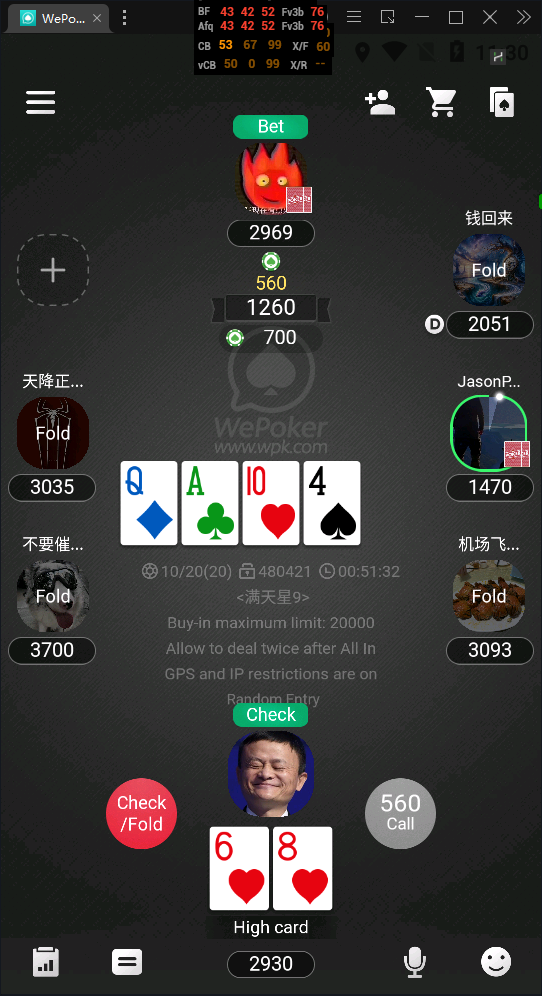 WePo...
BF 43 42 52 Fv3b 76
Afq 43 42 52 Fv3b 76
CB 53 67 99 X/F 60
vCB 50 0 99 X/R --
11:30
Bet
2969
560
1260
700
钱回来
Fold
D
2051
天降正...
Fold
3035
JasonP...
1470
WePoker
www.wpk.com
Q A 10 4
不要催...
Fold
3700
机场飞...
Fold
3093
10/20(20) 480421 00:51:32
<满天星9>
Buy-in maximum limit: 20000
Allow to deal twice after All In
GPS and IP restrictions are on
Random Entry
Check
Check
/Fold
560
Call
6 8
High card
2930